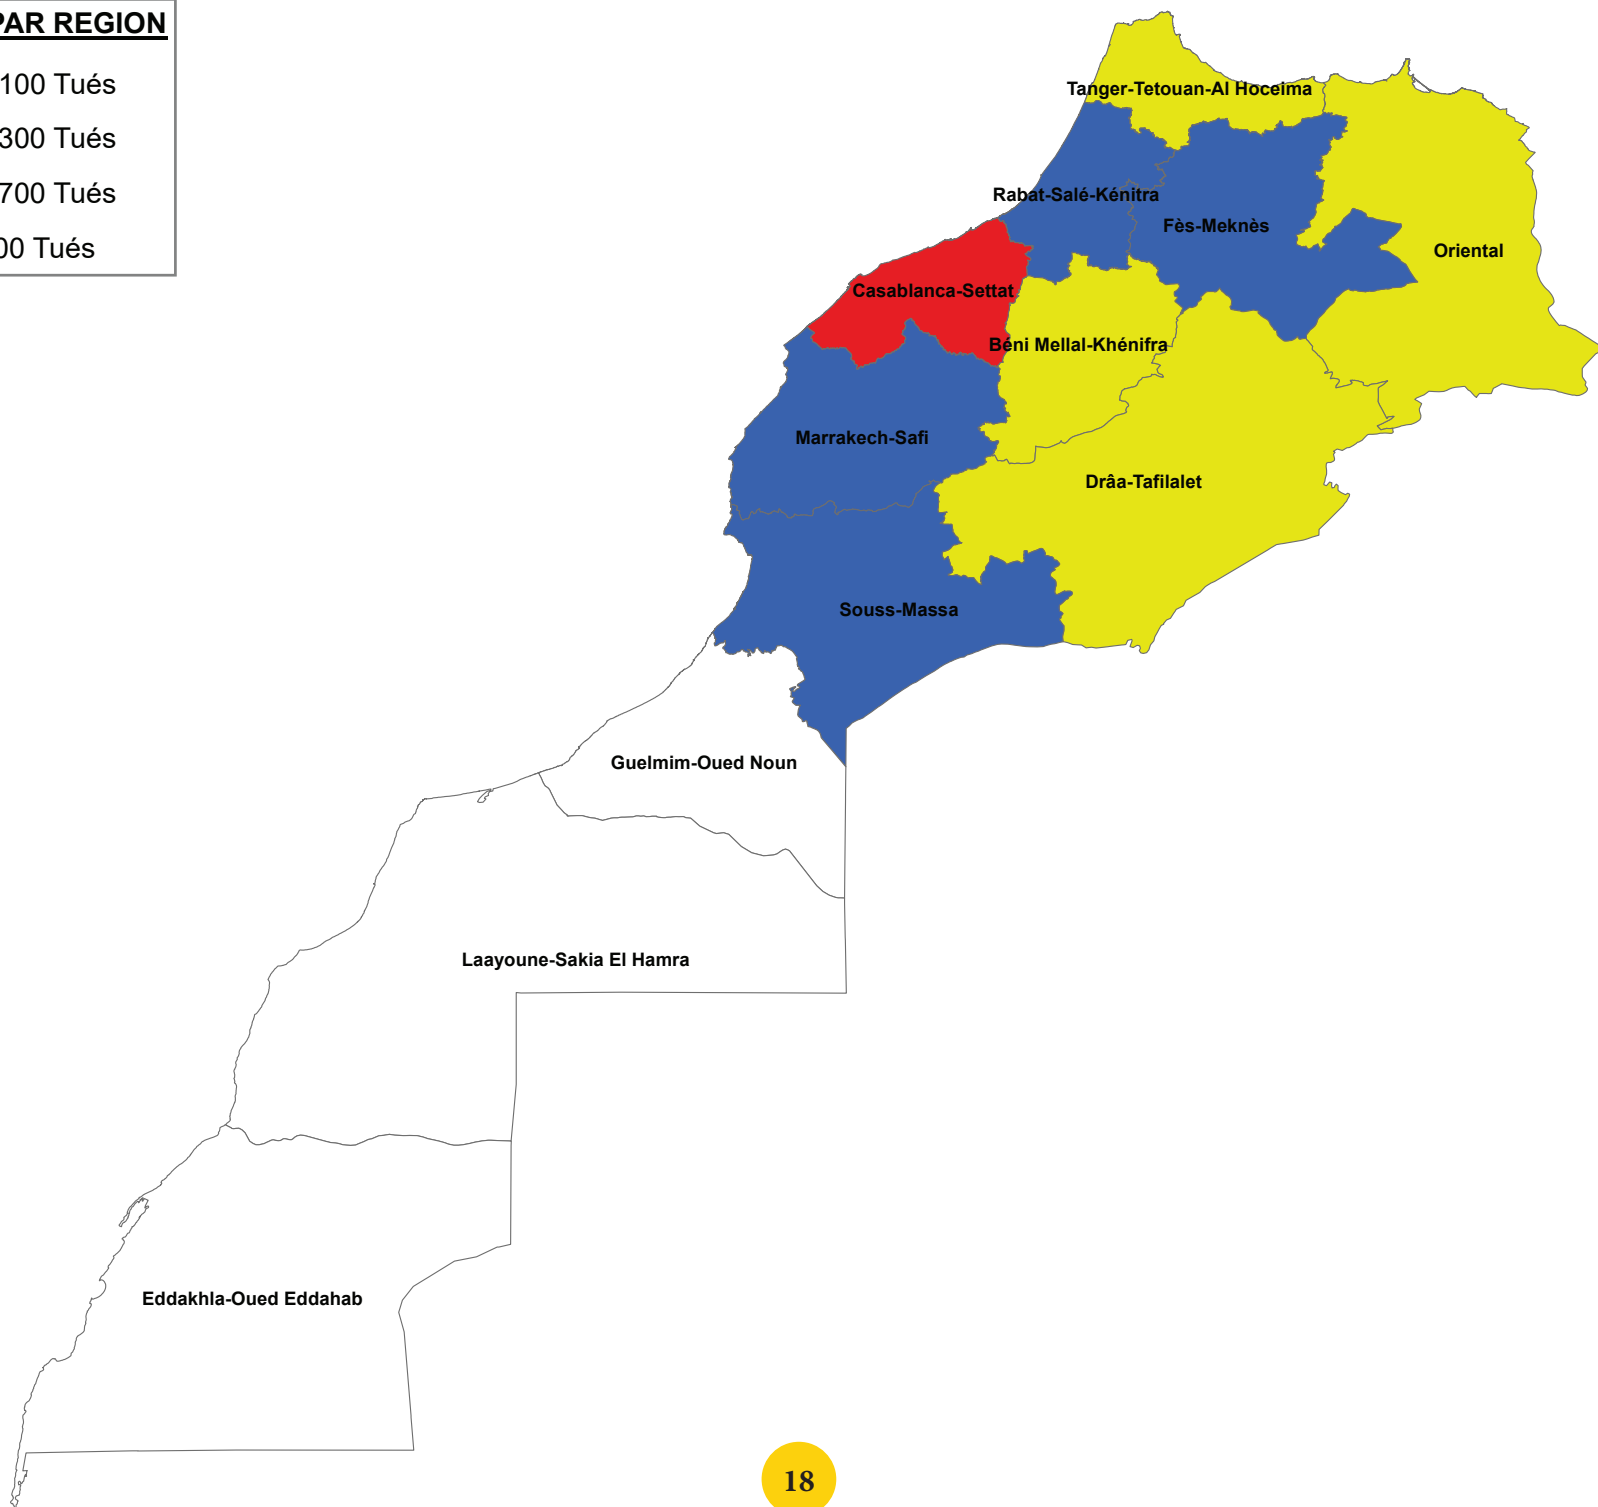 PAR REGION
100 Tués
300 Tués
700 Tués
00 Tués
Tanger-Tetouan-Al Hoceima
Rabat-Salé-Kénitra
Fès-Meknès
Oriental
Casablanca-Settat
Béni Mellal-Khénifra
Marrakech-Safi
Drâa-Tafilalet
Souss-Massa
Guelmim-Oued Noun
Laayoune-Sakia El Hamra
Eddakhla-Oued Eddahab
18